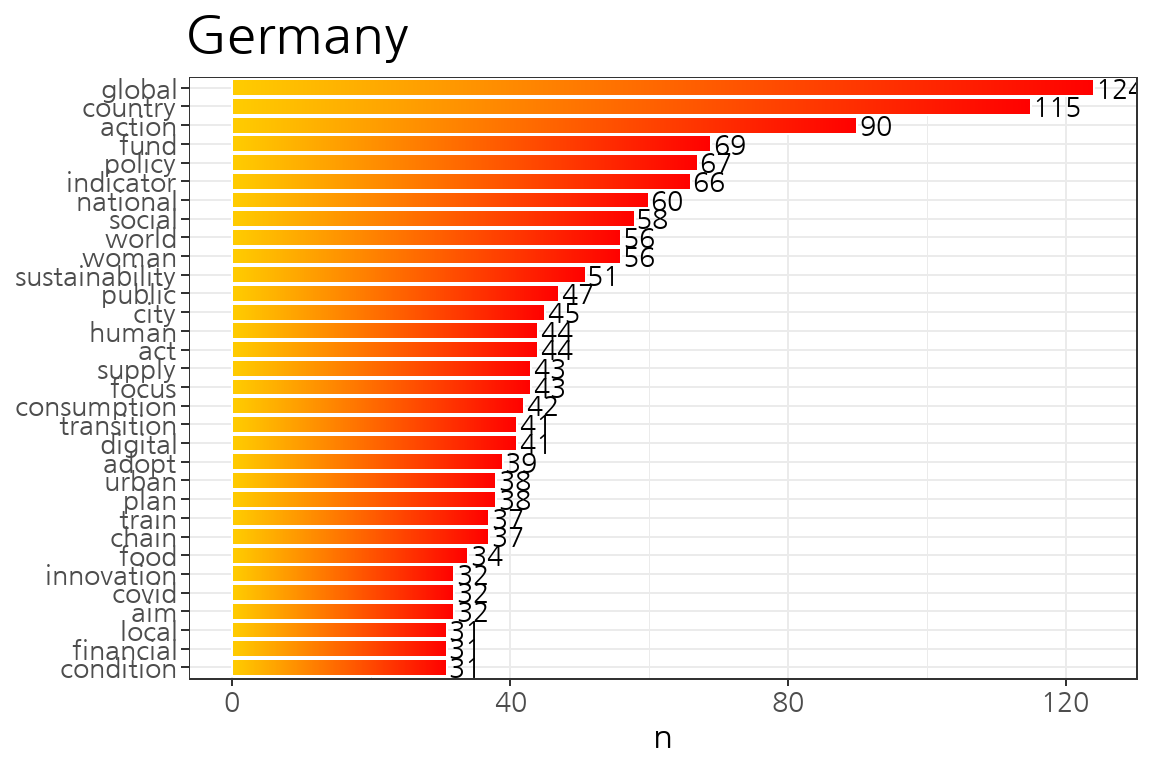 Germany
global 124
country 115
action 90
fund 69
policy 67
indicator 66
national 60
social 58
world 56
woman 56
sustainability 51
public 47
city 45
human 44
act 44
supply 43
focus 43
consumption 42
transition 41
digital 41
adopt 39
urban 38
plan 38
train 37
chain 37
food 34
innovation 32
covid 32
aim 32
local 31
financial 31
condition 31
0 40 80 120
n